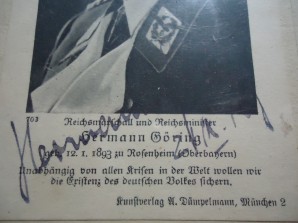 703
Reichsmarschall und Reichsminister
Hermann Göring
geb. 12. 1. 1893 zu Rosenheim (Oberbayern)
Unabhängig von allen Krisen in der Welt wollen wir
die Existenz des deutschen Volkes sichern.
Kunstverlag A. Dümpelmann, München 2